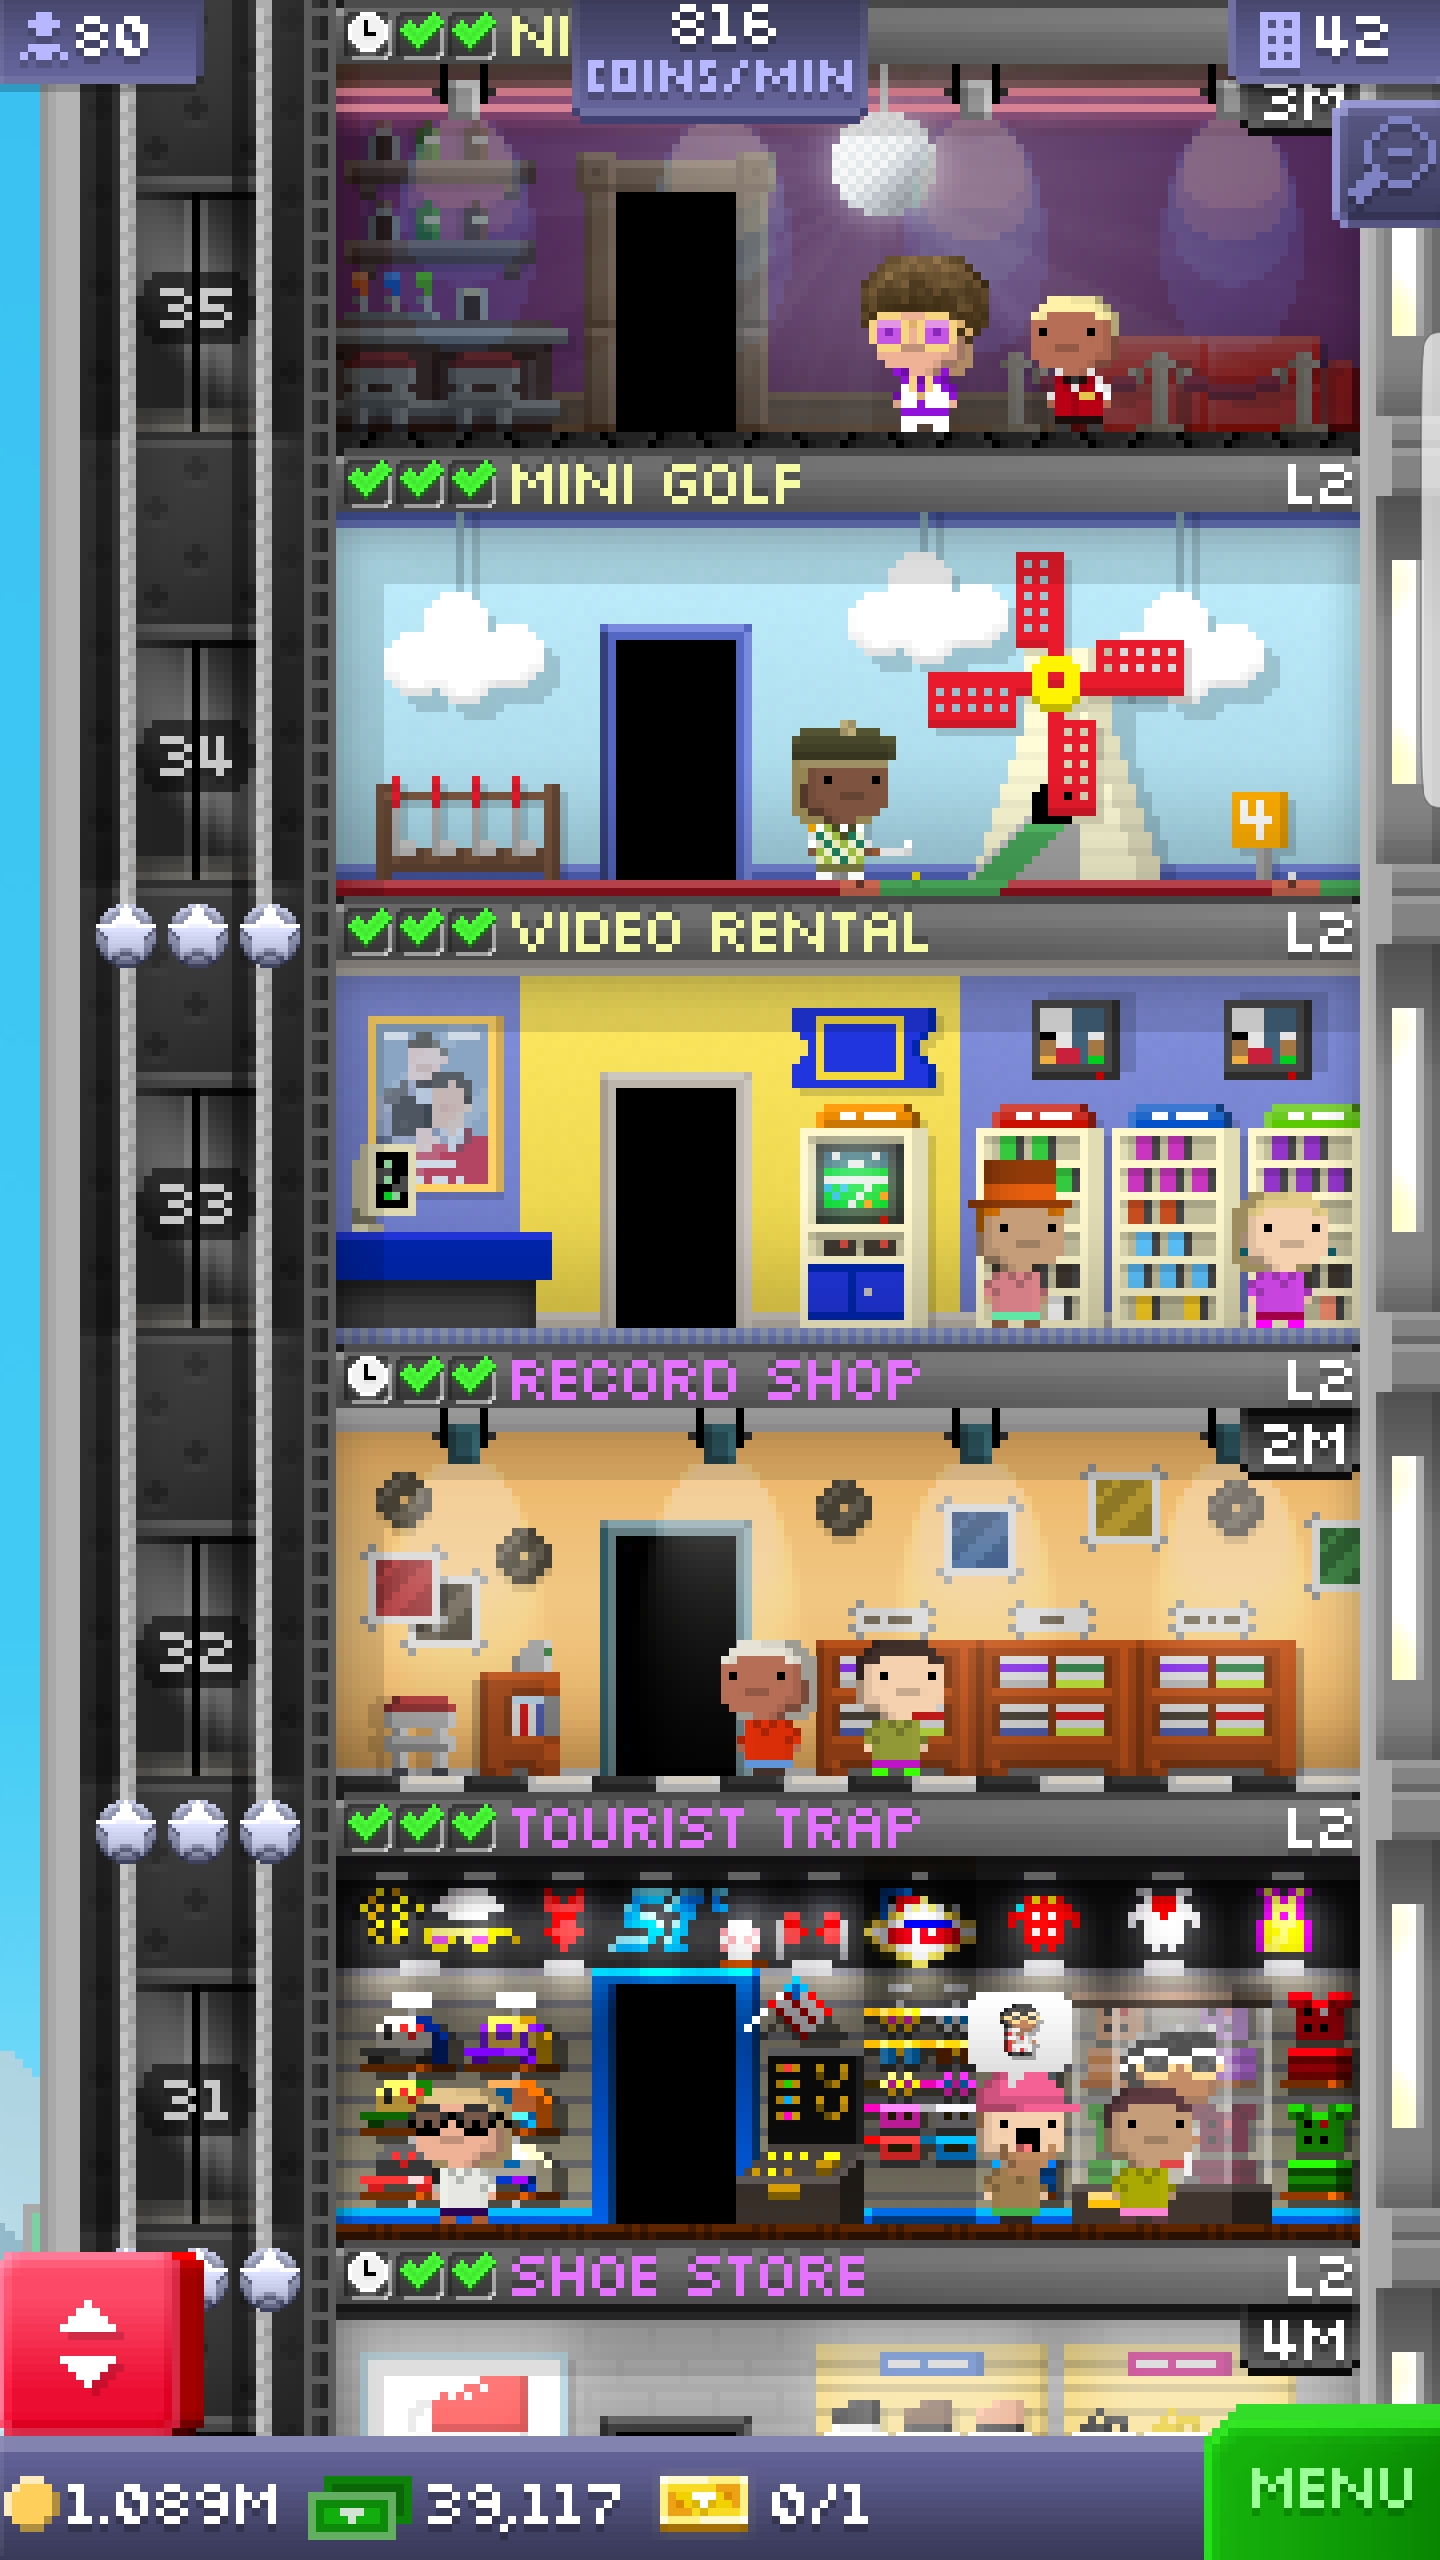 80
816
COINS/MIN
42
NI
3M
35
MINI GOLF L2
34
4
VIDEO RENTAL L2
33
RECORD SHOP L2
2M
32
TOURIST TRAP L2
31
SHOE STORE L2
4M
1.089M 39,117 0/1 MENU